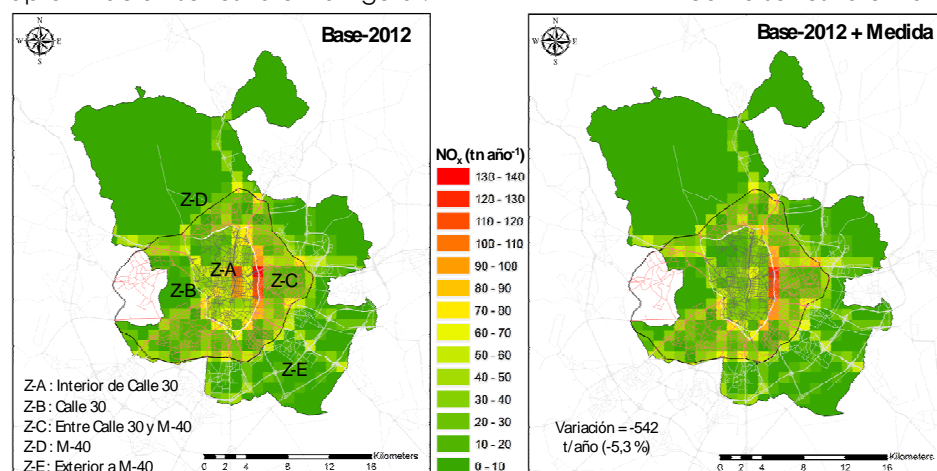 Base-2012
N
W E
S
Z-D
Z-A
Z-C
Z-B
Z-E
Z-A : Interior de Calle 30
Z-B : Calle 30
Z-C : Entre Calle 30 y M-40
Z-D : M-40
Z-E : Exterior a M-40
Kilometers
0 2 4 8 12 16
NOx (tn año-1)
130 - 140
120 - 130
110 - 120
100 - 110
90 - 100
80 - 90
70 - 80
60 - 70
50 - 60
40 - 50
30 - 40
20 - 30
10 - 20
0 - 10
Base-2012 + Medida
N
W E
S
Variación = -542
t/año (-5,3 %)
Kilometers
0 2 4 8 12 16